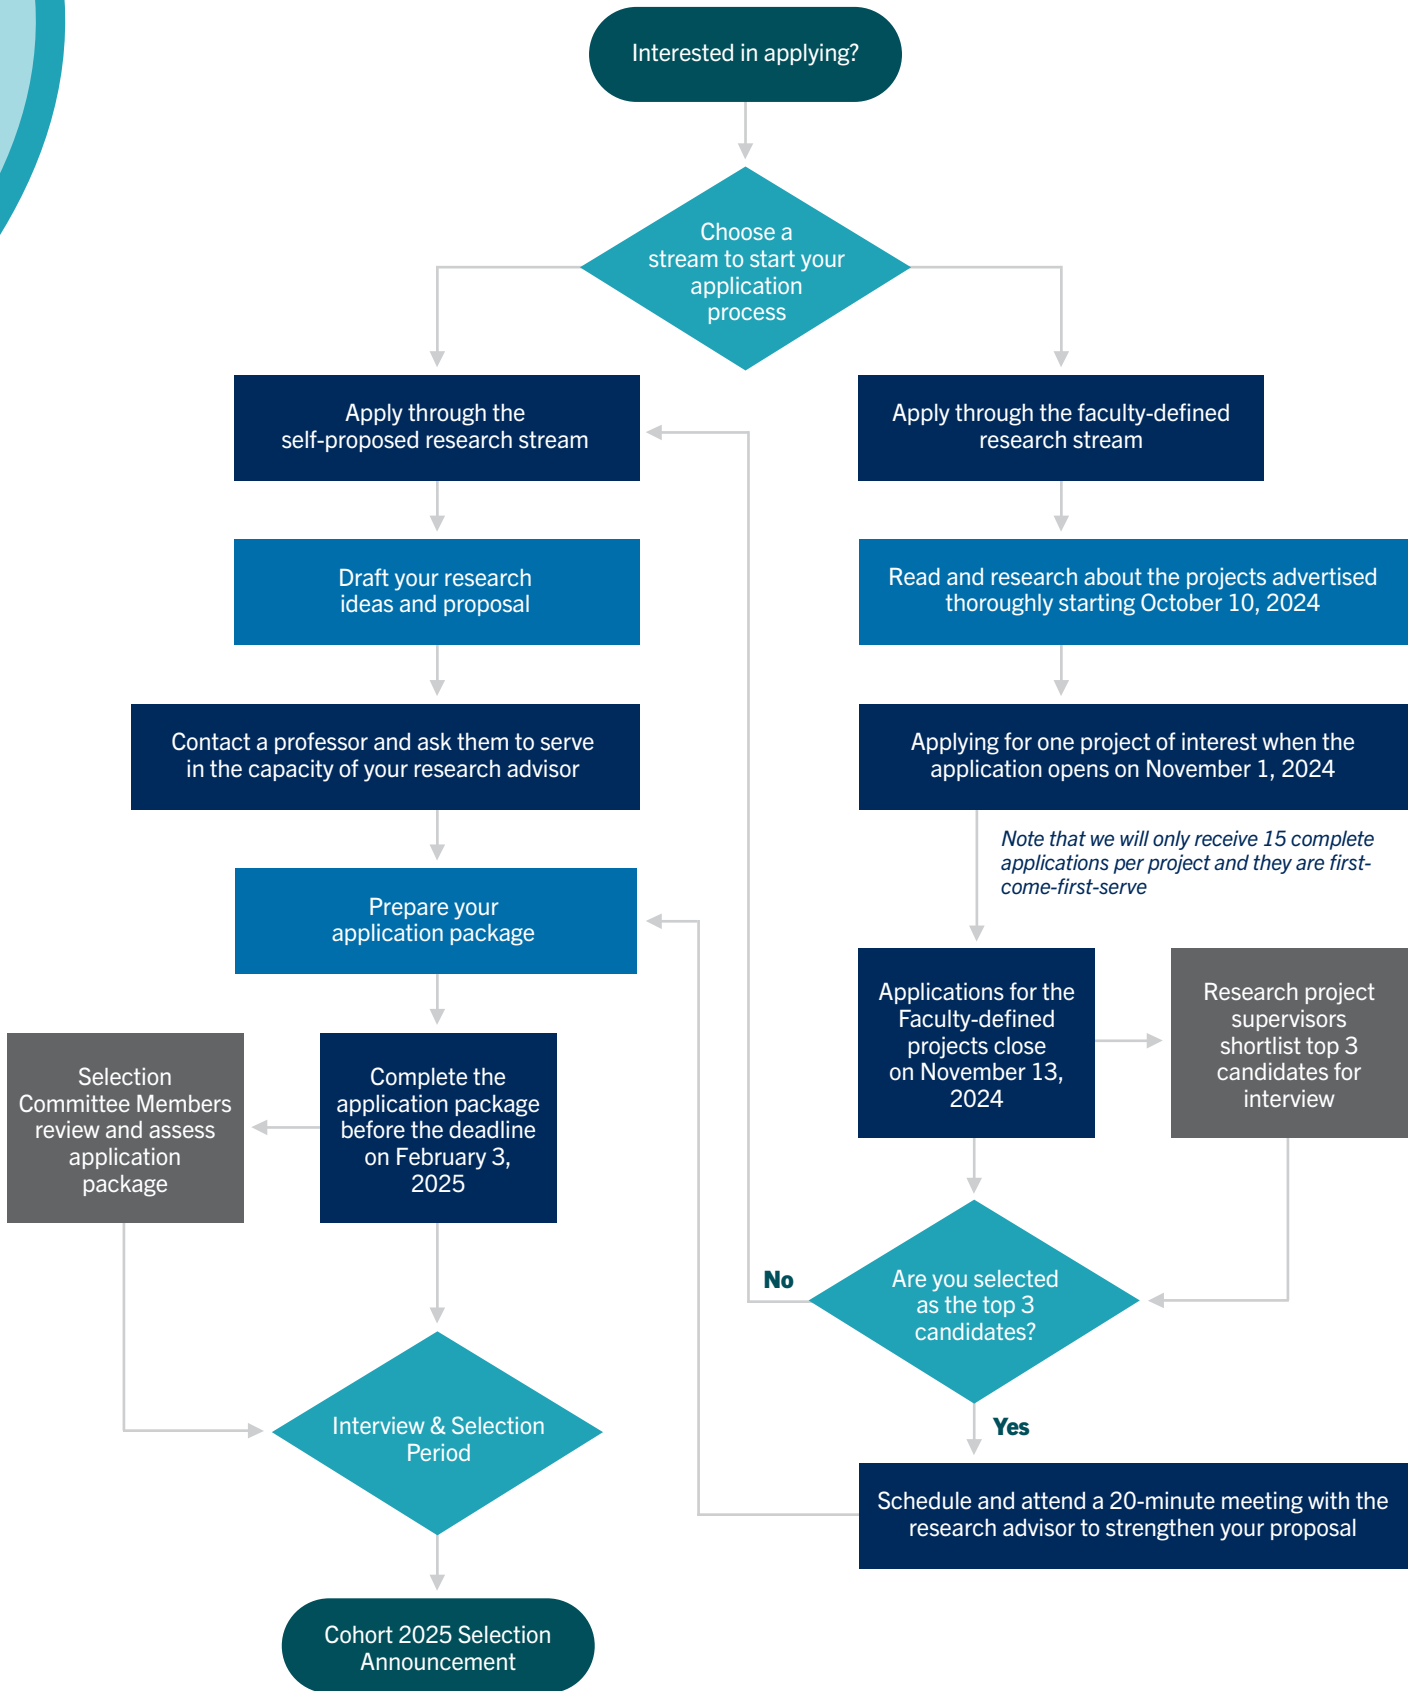 Interested in applying?
Choose a
stream to start your
application
process
Apply through the
self-proposed research stream
Apply through the faculty-defined
research stream
Draft your research
ideas and proposal
Read and research about the projects advertised
thoroughly starting October 10, 2024
Contact a professor and ask them to serve
in the capacity of your research advisor
Applying for one project of interest when the
application opens on November 1, 2024
Note that we will only receive 15 complete
applications per project and they are first-
come-first-serve
Prepare your
application package
Applications for the
Faculty-defined
projects close
on November 13,
2024
Research project
supervisors
shortlist top 3
candidates for
interview
Selection
Committee Members
review and assess
application
package
Complete the
application package
before the deadline
on February 3,
2025
No
Are you selected
as the top 3
candidates?
Yes
Interview & Selection
Period
Schedule and attend a 20-minute meeting with the
research advisor to strengthen your proposal
Cohort 2025 Selection
Announcement